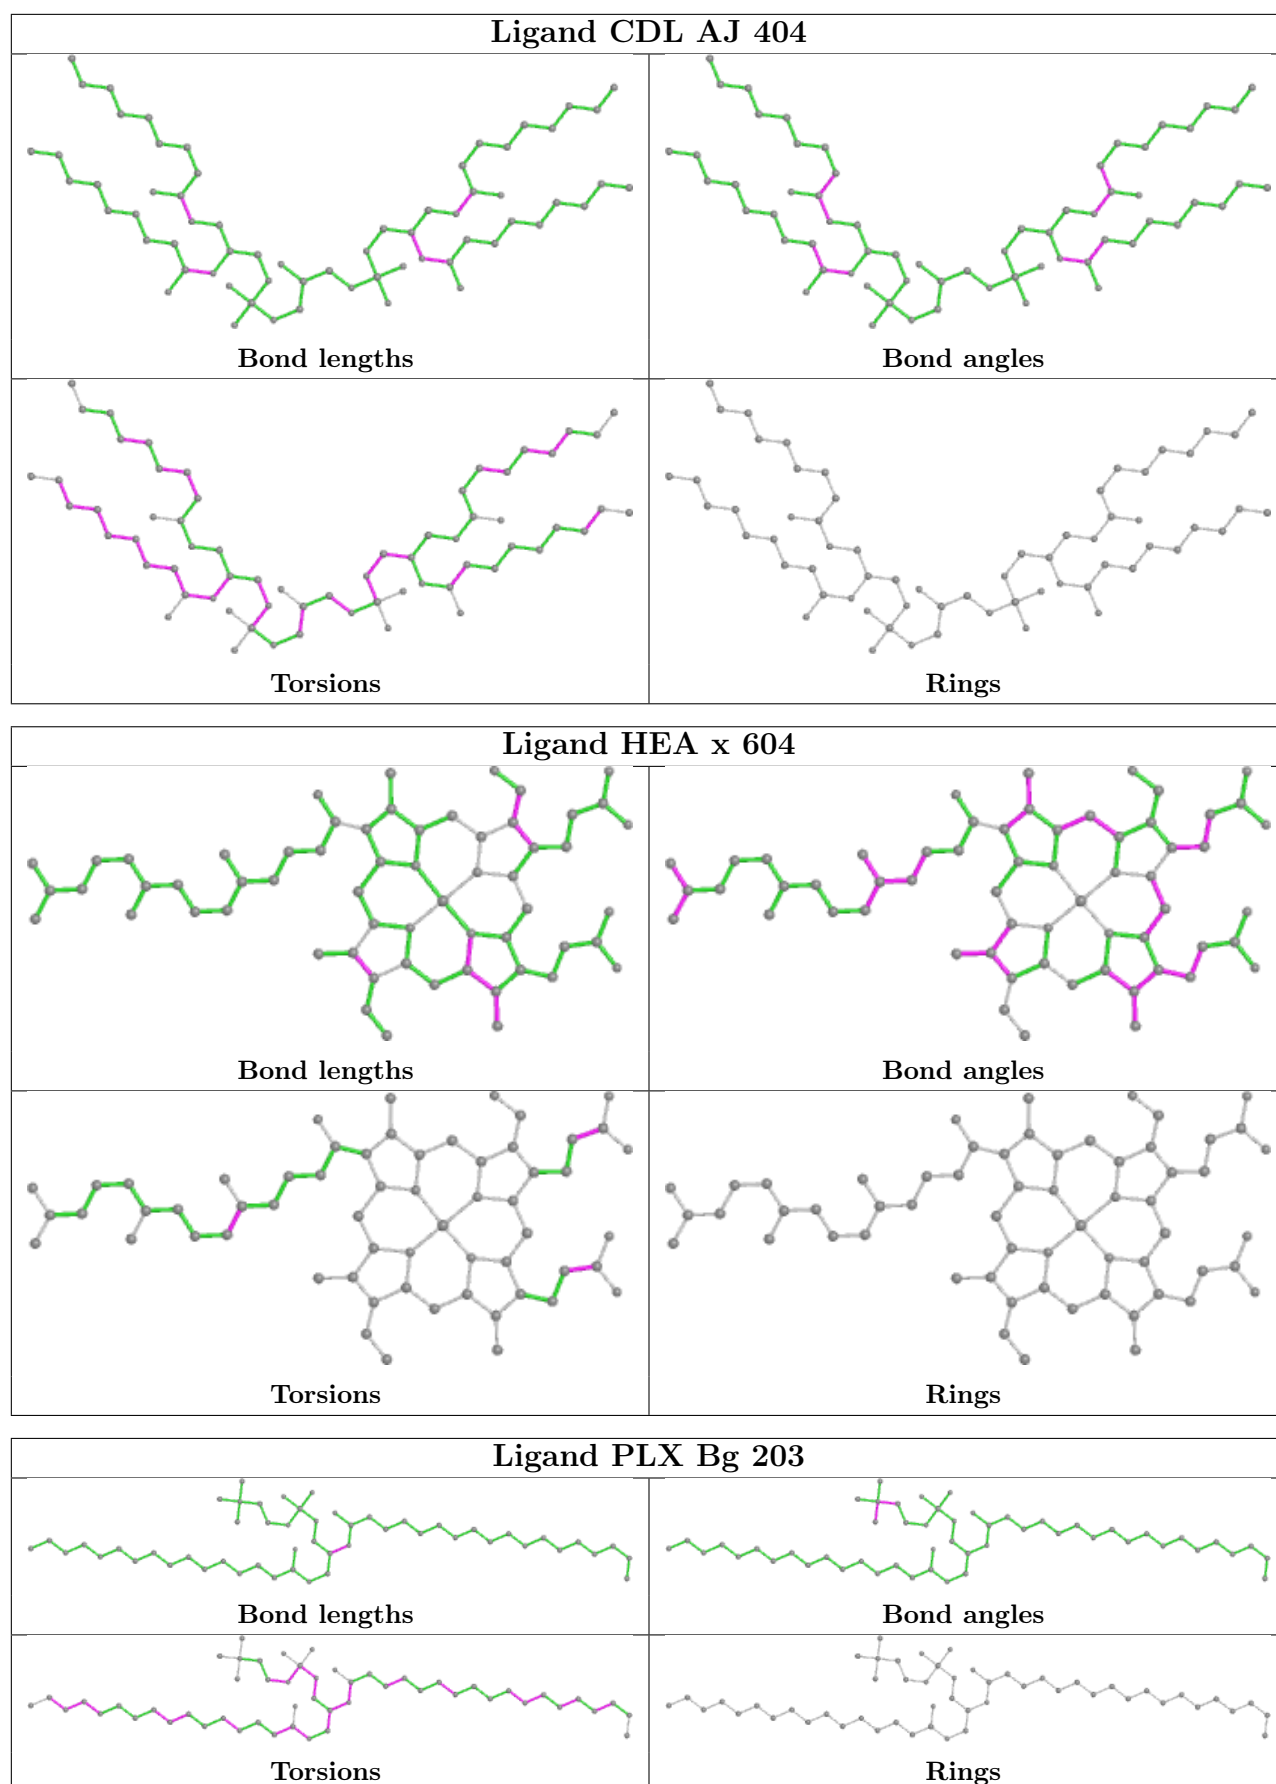 Ligand CDL AJ 404
Bond lengths
Bond angles
Torsions
Rings
Ligand HEA x 604
Bond lengths
Bond angles
Torsions
Rings
Ligand PLX Bg 203
Bond lengths
Bond angles
Torsions
Rings